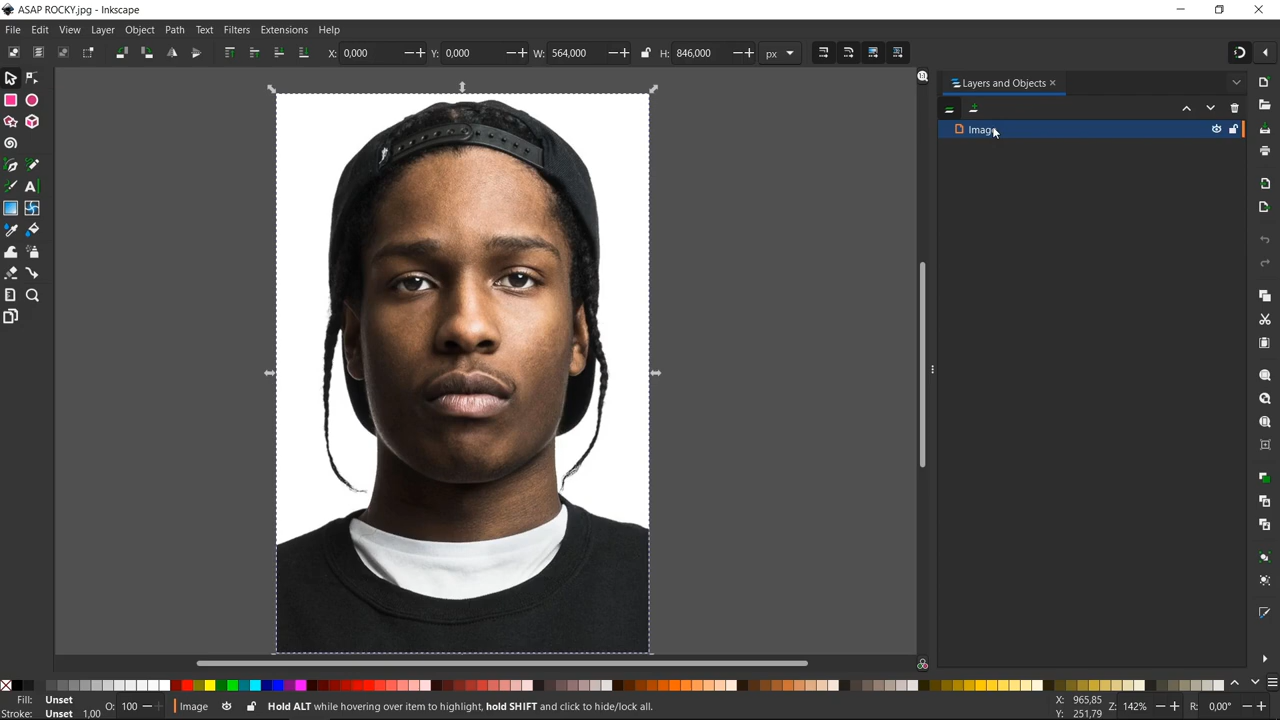 ASAP ROCKY.jpg - Inkscape
File Edit View Layer Object Path Text Filters Extensions Help
X: 0,000 Y: 0,000 W: 564,000 H: 846,000 px
Layers and Objects
Image
Fill: Unset O: 100 Image Hold ALT while hovering over item to highlight, hold SHIFT and click to hide/lock all. X: 965,85 Z: 142% R: 0,00°
Stroke: Unset 1,00 Y: 251,79